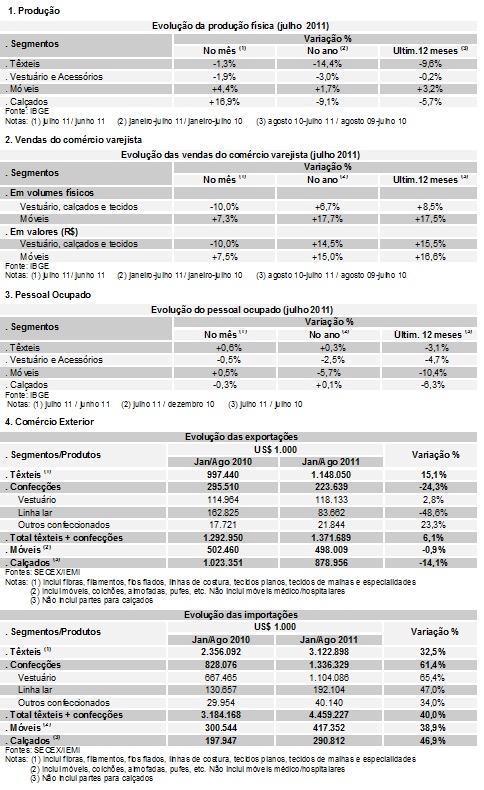 1. Produção
Evolução da produção física (julho 2011)
. Segmentos
Variação %
No mês (1) No ano (2) Ultim.12 meses (3)
. Têxteis -1,3% -14,4% -9,6%
. Vestuário e Acessórios -1,9% -3,0% -0,2%
. Móveis +4,4% +1,7% +3,2%
. Calçados +16,9% -9,1% -5,7%
Fonte: IBGE
Notas: (1) julho 11/ junho 11 (2) janeiro-julho 11/ janeiro-julho 10 (3) agosto 10-julho 11 / agosto 09-julho 10
2. Vendas do comércio varejista
Evolução das vendas do comércio varejista (julho 2011)
. Segmentos
Variação %
No mês (1) No ano (2) Ultim.12 meses (3)
. Em volumes físicos
Vestuário, calçados e tecidos -10,0% +6,7% +8,5%
Móveis +7,3% +17,7% +17,5%
. Em valores (R$)
Vestuário, calçados e tecidos -10,0% +14,5% +15,5%
Móveis +7,5% +15,0% +16,6%
Fonte: IBGE
Notas: (1) julho 11/ junho 11 (2) janeiro-julho 11/ janeiro-julho 10 (3) agosto 10-julho 11 / agosto 09-julho 10
3. Pessoal Ocupado
Evolução do pessoal ocupado (julho 2011)
. Segmentos
Variação %
No mês (1) No ano (2) Últim. 12 meses (3)
. Têxteis +0,6% +0,3% -3,1%
. Vestuário e Acessórios -0,5% -2,5% -4,7%
. Móveis +0,5% -5,7% -10,4%
. Calçados -0,3% +0,1% -6,3%
Fonte: IBGE
Notas: (1) julho 11 / junho 11 (2) julho 11 / dezembro 10 (3) julho 11 / julho 10
4. Comércio Exterior
Evolução das exportações
. Segmentos/Produtos
US$ 1.000
Variação %
Jan/Ago 2010 Jan/Ago 2011
. Têxteis (1) 997.440 1.148.050 15,1%
. Confecções 295.510 223.639 -24,3%
Vestuário 114.964 118.133 2,8%
Linha lar 162.825 83.662 -48,6%
Outros confeccionados 17.721 21.844 23,3%
. Total têxteis + confecções 1.292.950 1.371.689 6,1%
. Móveis (2) 502.460 498.009 -0,9%
. Calçados (3) 1.023.351 878.956 -14,1%
Fontes: SECEX/IEMI
Notas: (1) Inclui fibras, filamentos, fios fiados, linhas de costura, tecidos planos, tecidos de malhas e especialidades
(2) Inclui móveis, colchões, almofadas, pufes, etc. Não inclui móveis médico/hospitalares
(3) Não inclui partes para calçados
Evolução das importações
. Segmentos/Produtos
US$ 1.000
Variação %
Jan/Ago 2010 Jan/Ago 2011
. Têxteis (1) 2.356.092 3.122.898 32,5%
. Confecções 828.076 1.336.329 61,4%
Vestuário 667.465 1.104.086 65,4%
Linha lar 130.657 192.104 47,0%
Outros confeccionados 29.954 40.140 34,0%
. Total têxteis + confecções 3.184.168 4.459.227 40,0%
. Móveis (2) 300.544 417.352 38,9%
. Calçados (3) 197.947 290.812 46,9%
Fontes: SECEX/IEMI
Notas: (1) Inclui fibras, filamentos, fios fiados, linhas de costura, tecidos planos, tecidos de malhas e especialidades
(2) Inclui móveis, colchões, almofadas, pufes, etc. Não inclui móveis médico/hospitalares
(3) Não inclui partes para calçados